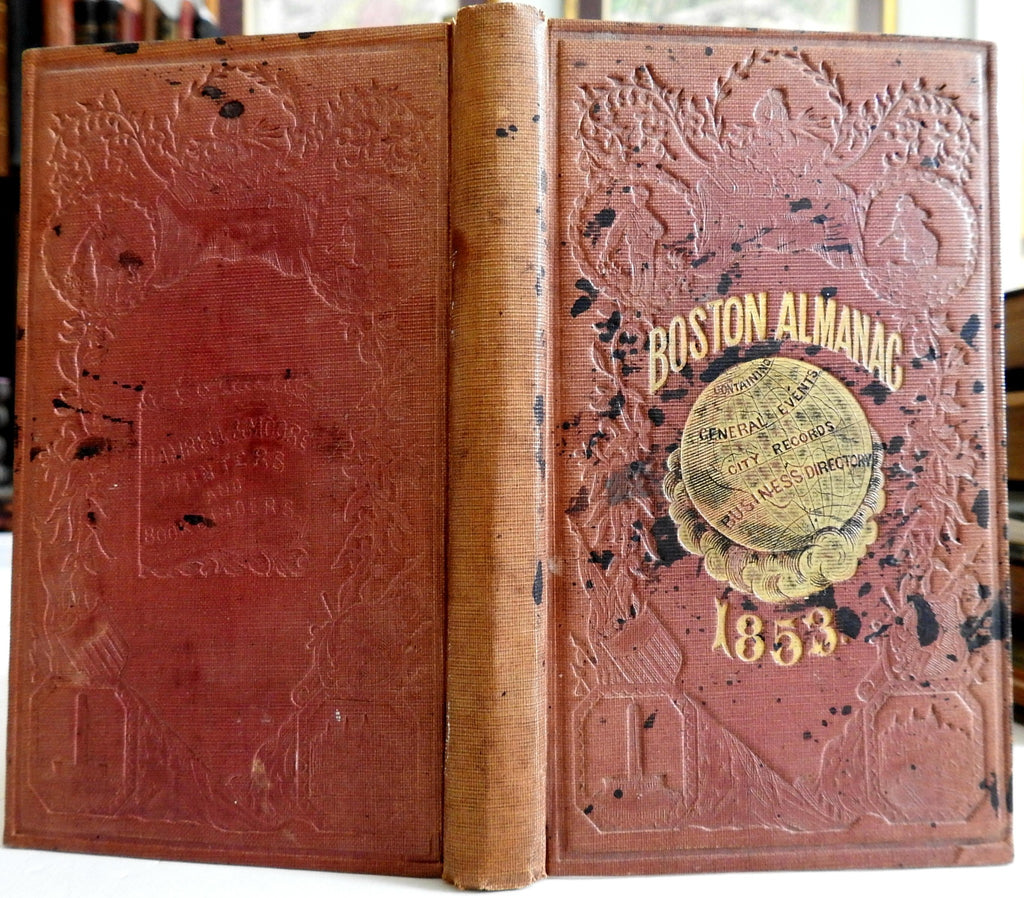 DAMRELL & MOORE
PRINTERS
AND
BOOKBINDERS
BOSTON ALMANAC
CONTAINING
GENERAL EVENTS
CITY RECORDS
BUSINESS DIRECTORY
1853